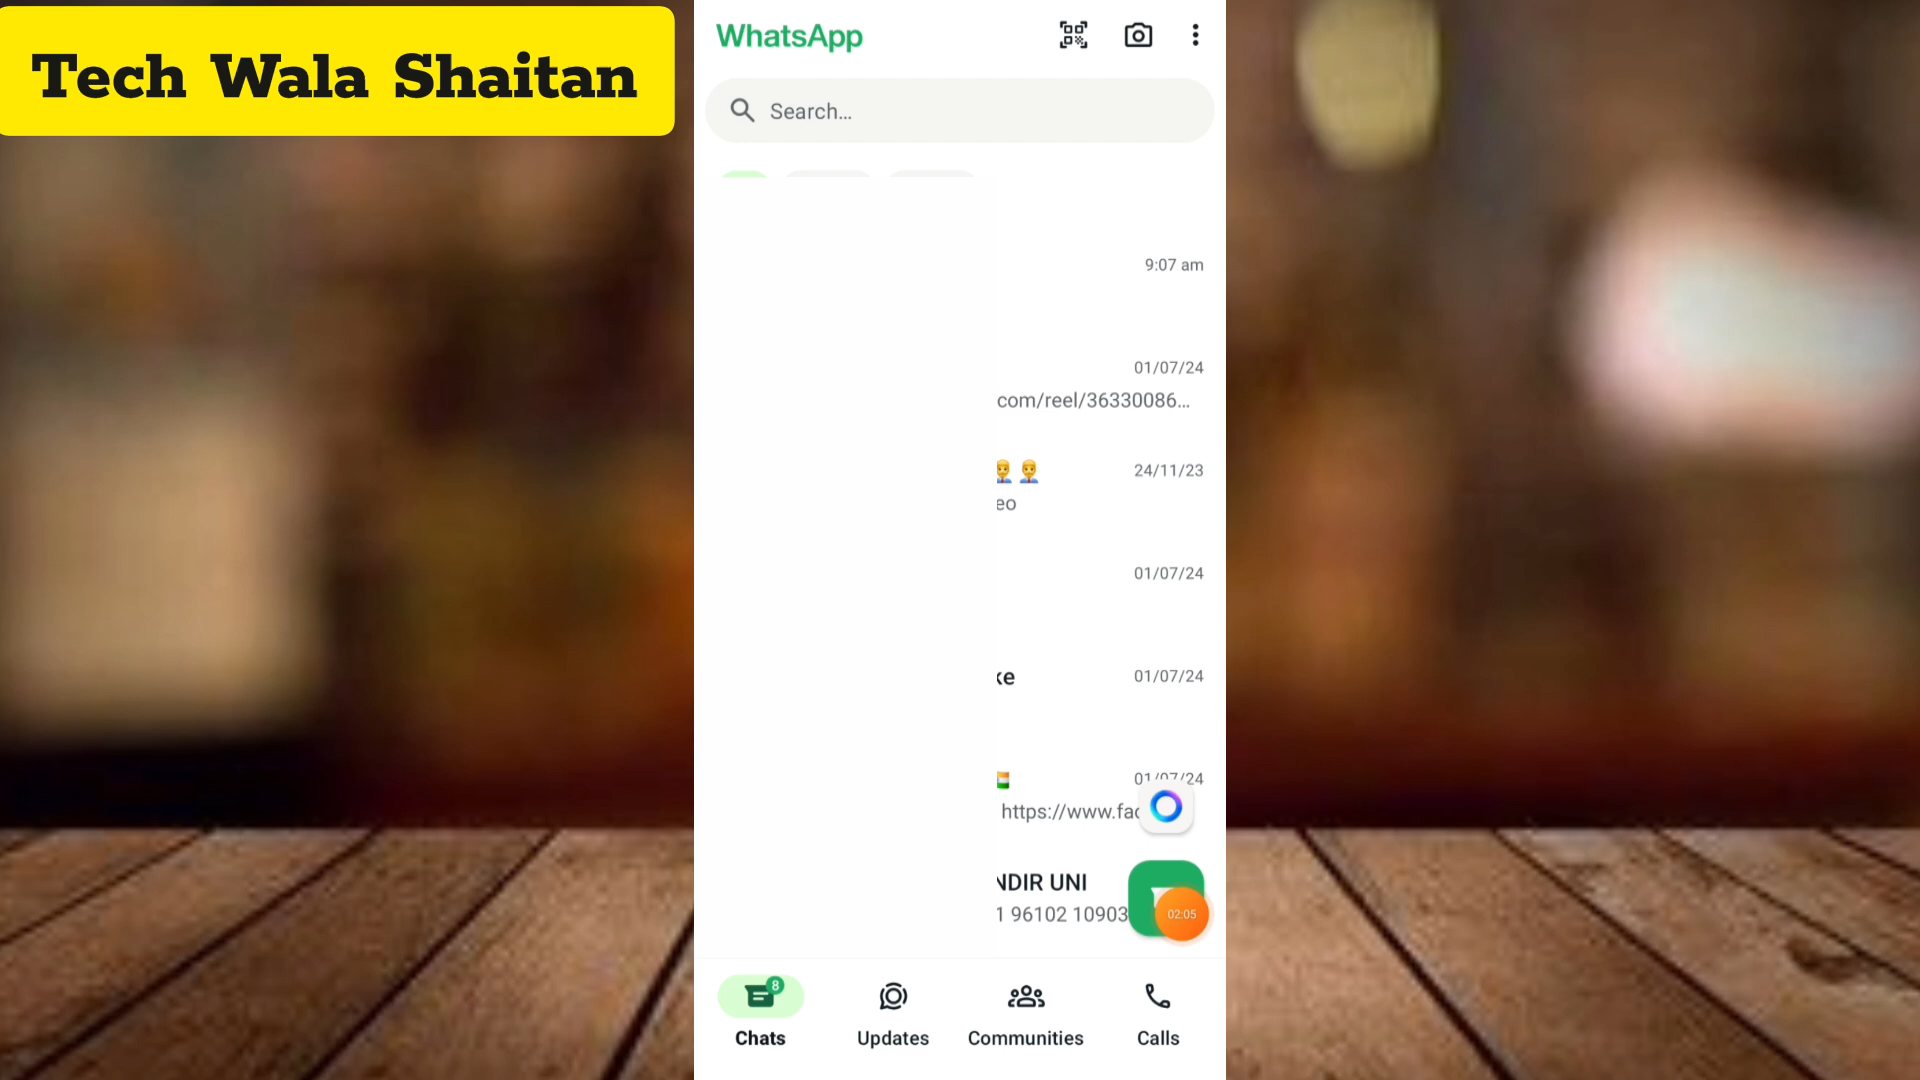 Tech Wala Shaitan
WhatsApp
Search...
9:07 am
01/07/24
com/reel/36330086...
24/11/23
eo
01/07/24
ke
01/07/24
01/07/24
https://www.fac
NDIR UNI
1 96102 10903
02:05
8
Chats
Updates
Communities
Calls